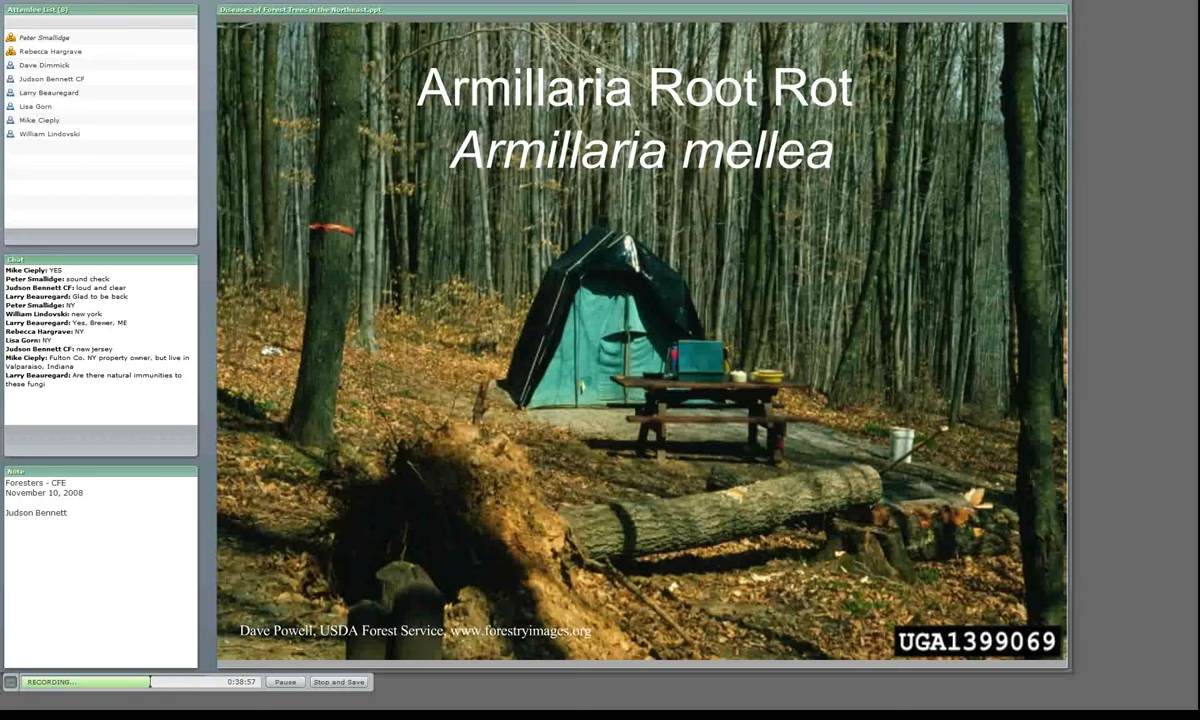 Attendee List (8)
Peter Smallidge
Rebecca Hargrave
Dave Dimmick
Judson Bennett CF
Larry Beauregard
Lisa Gorn
Mike Cieply
William Lindovski
Chat
Mike Cieply: YES
Peter Smallidge: sound check
Judson Bennett CF: loud and clear
Larry Beauregard: Glad to be back
Peter Smallidge: NY
William Lindovski: new york
Larry Beauregard: Yes, Brewer, ME
Rebecca Hargrave: NY
Lisa Gorn: NY
Judson Bennett CF: new jersey
Mike Cieply: Fulton Co. NY property owner, but live in
Valparaiso, Indiana
Larry Beauregard: Are there natural immunities to
these fungi
Note
Foresters - CFE
November 10, 2008
Judson Bennett
RECORDING...
0:38:57
Pause
Stop and Save
Diseases of Forest Trees in the Northeast.ppt
Armillaria Root Rot
Armillaria mellea
Dave Powell, USDA Forest Service, www.forestryimages.org
UGA1399069